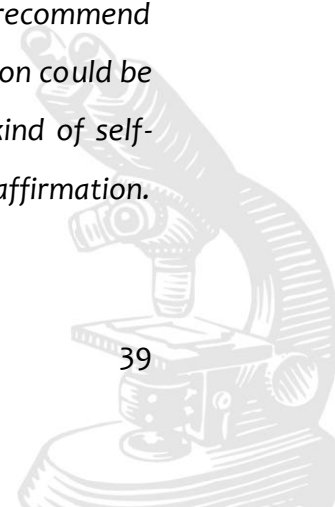 recommend
on could be
kind of self-
affirmation.
39